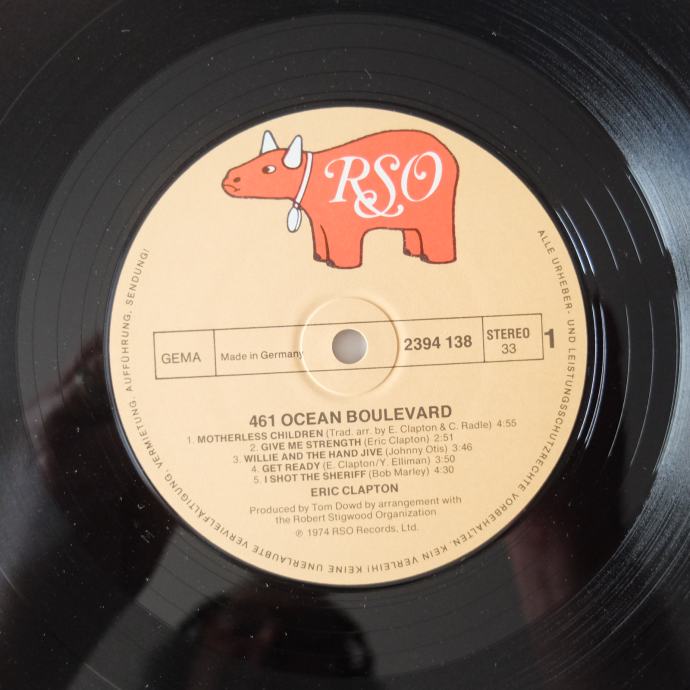 RSO
GEMA
Made in Germany
2394 138
STEREO
33
1
461 OCEAN BOULEVARD
1. MOTHERLESS CHILDREN (Trad. arr. by E. Clapton & C. Radle) 4:55
2. GIVE ME STRENGTH (Eric Clapton) 2:51
3. WILLIE AND THE HAND JIVE (Johnny Otis) 3:46
4. GET READY (E. Clapton/Y. Elliman) 3:50
5. I SHOT THE SHERIFF (Bob Marley) 4:30
ERIC CLAPTON
Produced by Tom Dowd by arrangement with
the Robert Stigwood Organization
℗ 1974 RSO Records, Ltd.
ALLE URHEBER- UND LEISTUNGSSCHUTZRECHTE VORBEHALTEN. KEIN VERLEIH! KEINE UNERLAUBTE VERVIELFÄLTIGUNG, VERMIETUNG, AUFFÜHRUNG, SENDUNG!